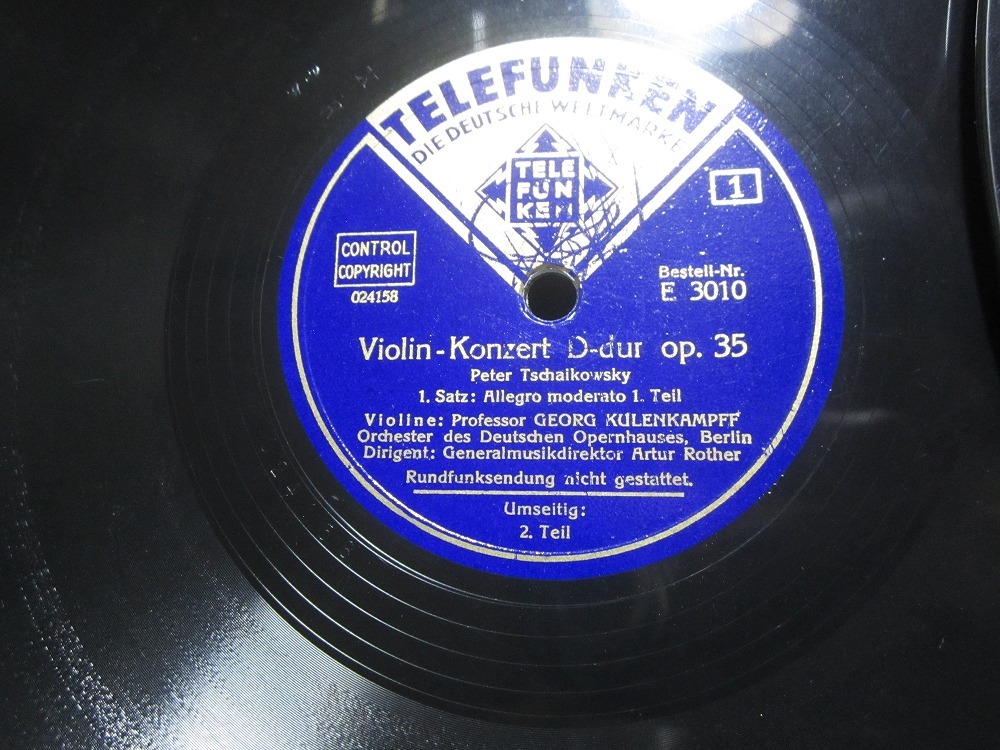 TELEFUNKEN
DIE DEUTSCHE WELTMARKE
TELE
FUN
KEN
1
CONTROL
COPYRIGHT
024158
Bestell-Nr.
E 3010
Violin-Konzert D-dur op. 35
Peter Tschaikowsky
1. Satz: Allegro moderato 1. Teil
Violine: Professor GEORG KULENKAMPFF
Orchester des Deutschen Opernhauses, Berlin
Dirigent: Generalmusikdirektor Artur Rother
Rundfunksendung nicht gestattet.
Umseitig:
2. Teil